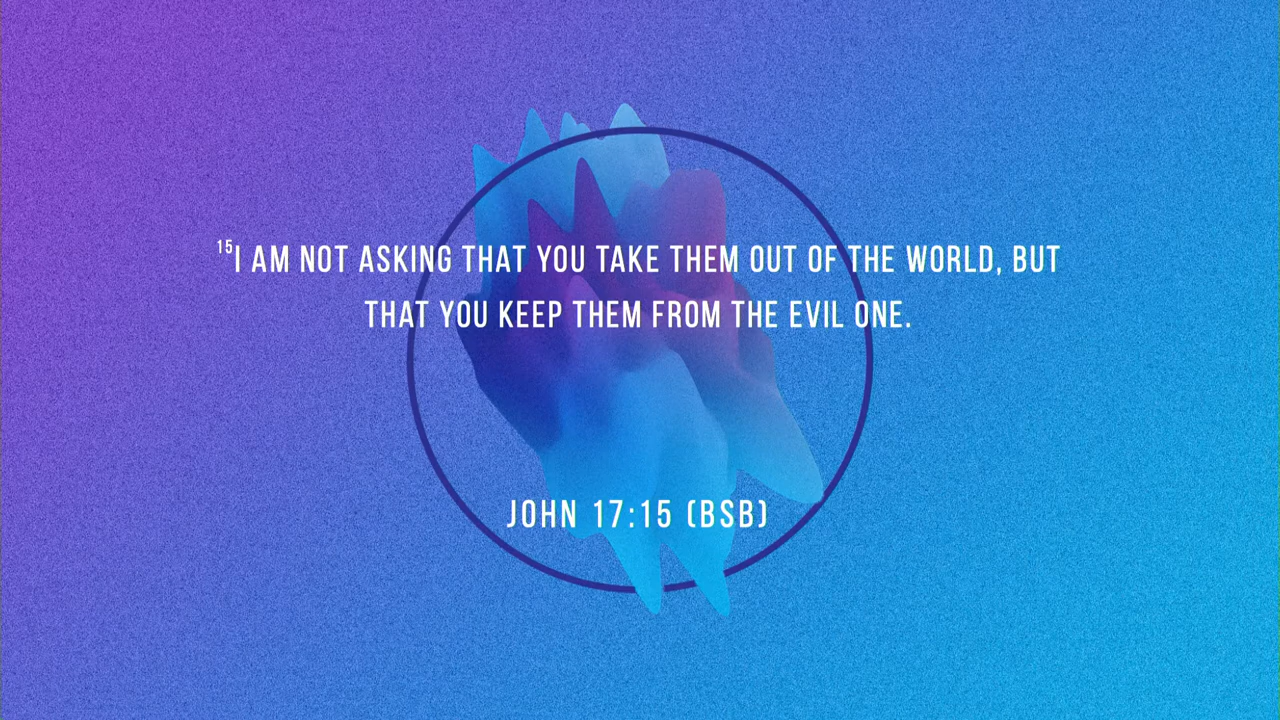 ¹⁵I AM NOT ASKING THAT YOU TAKE THEM OUT OF THE WORLD, BUT
THAT YOU KEEP THEM FROM THE EVIL ONE.
JOHN 17:15 (BSB)